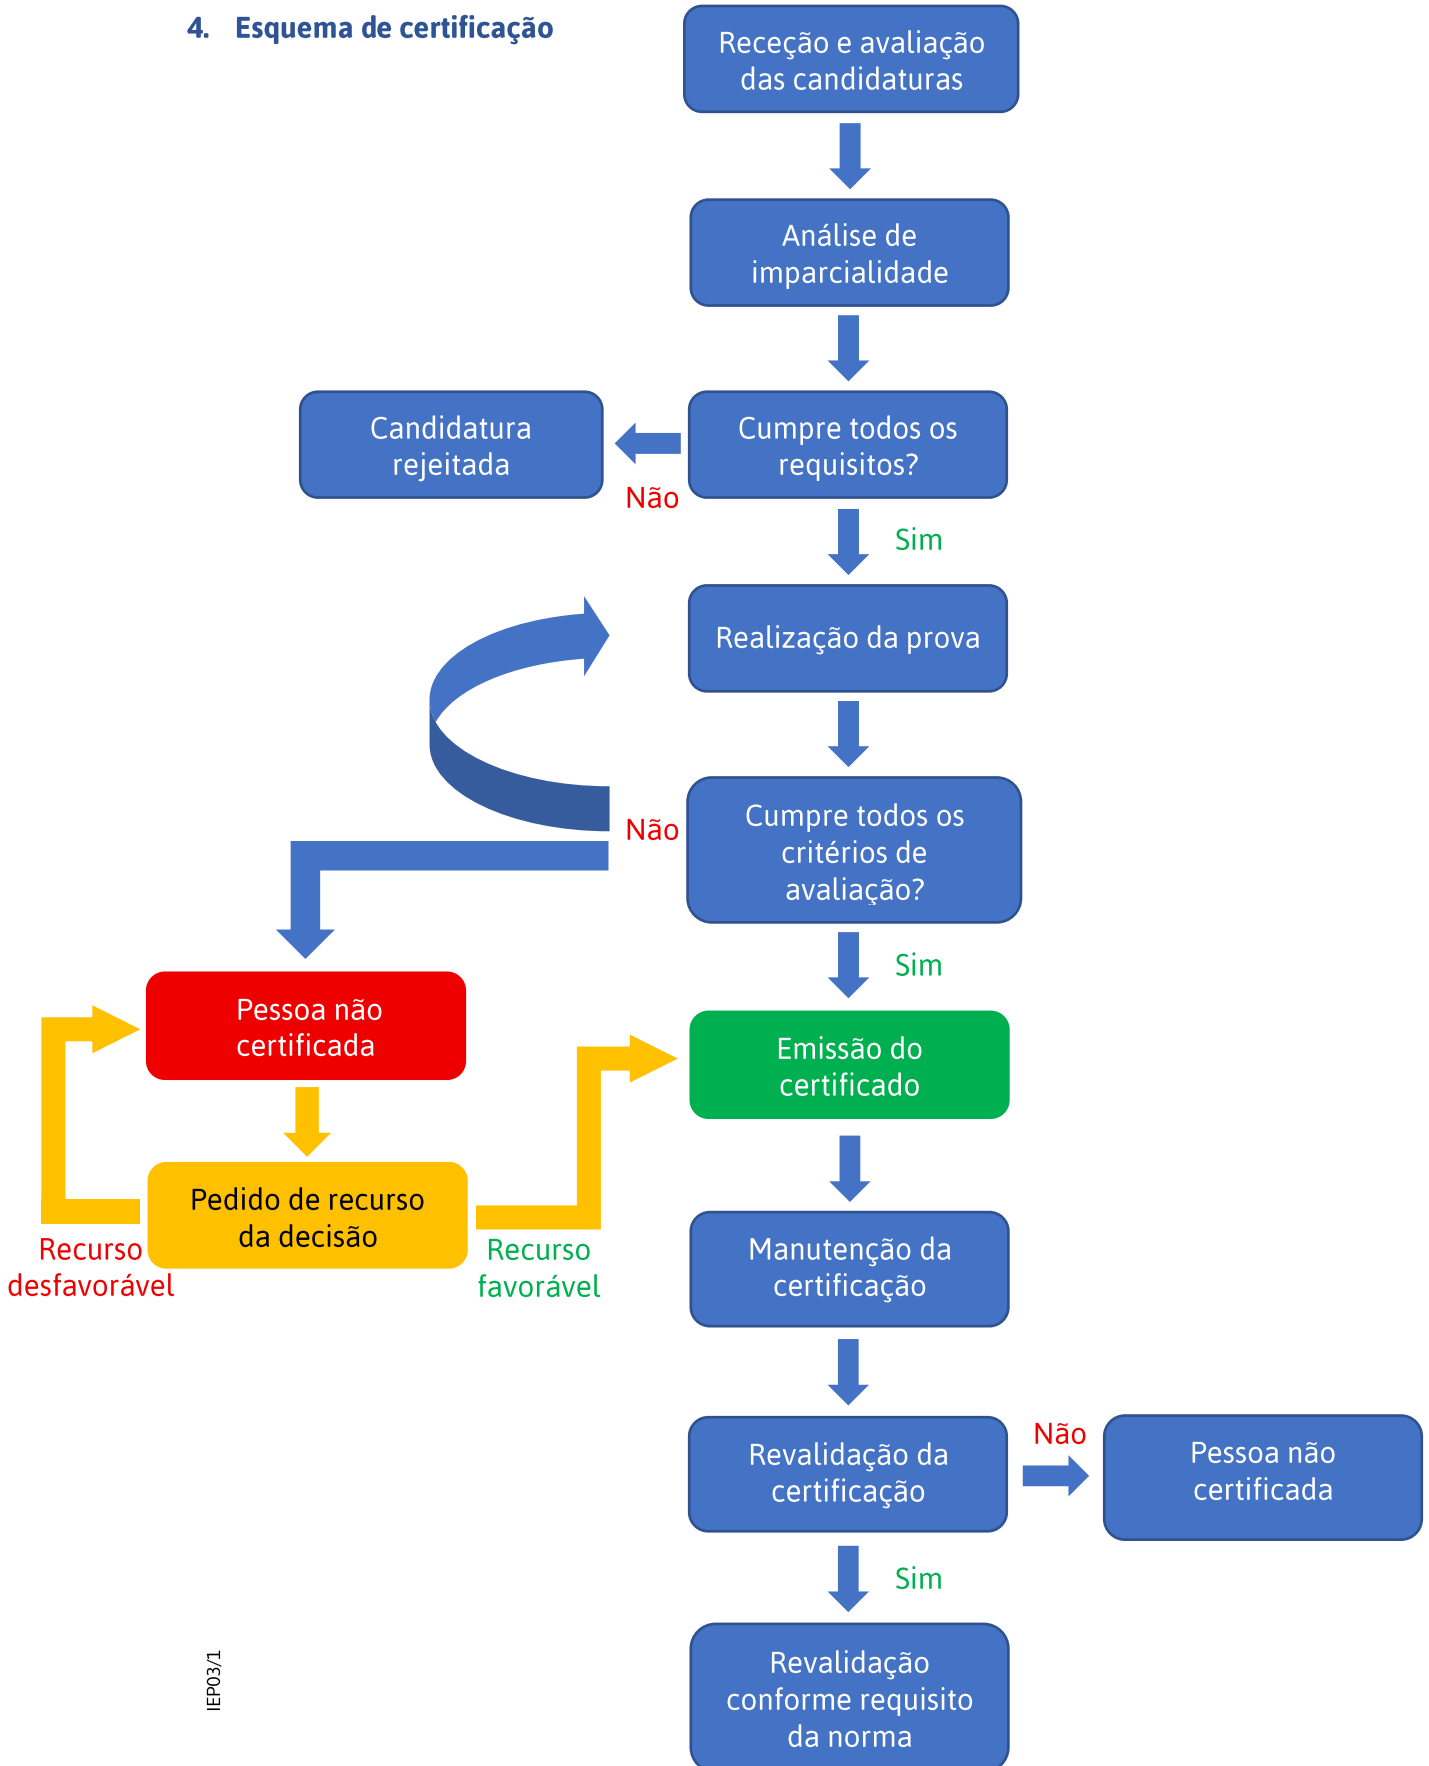 4. Esquema de certificação
Receção e avaliação
das candidaturas
Análise de
imparcialidade
Candidatura
rejeitada
Não
Cumpre todos os
requisitos?
Sim
Realização da prova
Não
Cumpre todos os
critérios de
avaliação?
Sim
Pessoa não
certificada
Emissão do
certificado
Pedido de recurso
da decisão
Recurso
desfavorável
Recurso
favorável
Manutenção da
certificação
Revalidação da
certificação
Não
Pessoa não
certificada
Sim
Revalidação
conforme requisito
da norma
IEP03/1